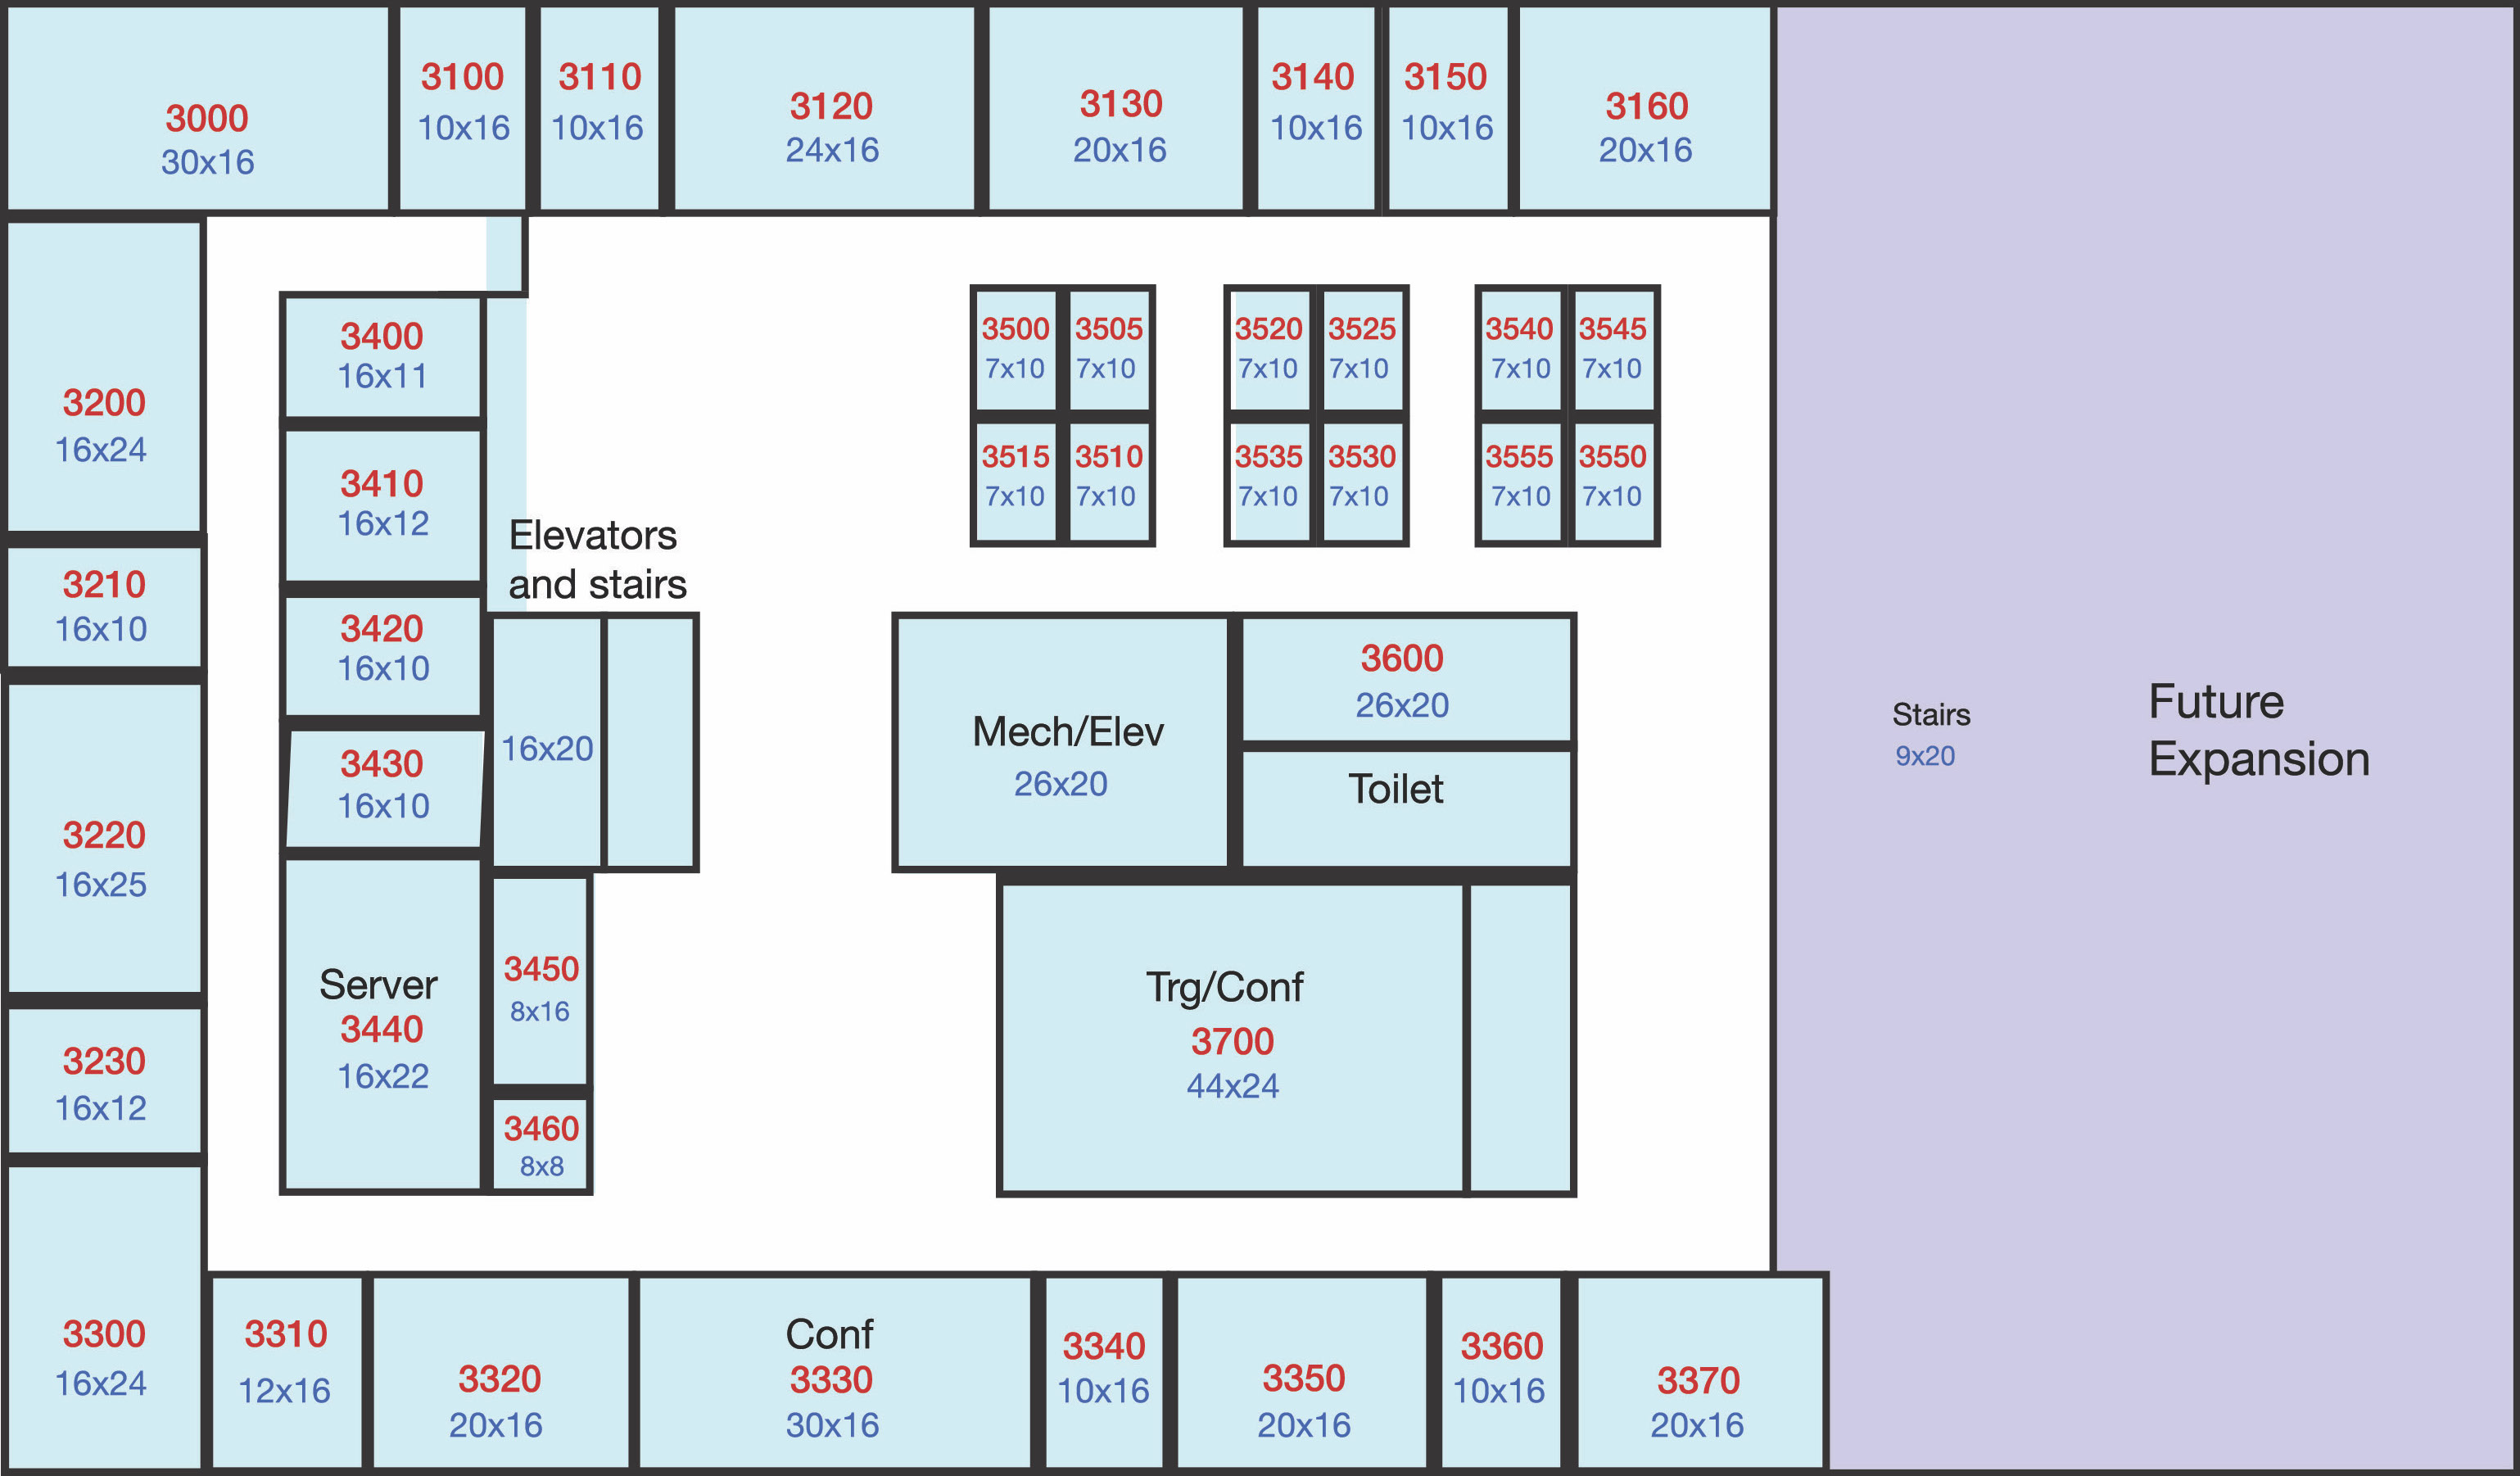 3000
30x16
3100
10x16
3110
10x16
3120
24x16
3130
20x16
3140
10x16
3150
10x16
3160
20x16
3200
16x24
3210
16x10
3220
16x25
3230
16x12
3300
16x24
3400
16x11
3410
16x12
3420
16x10
3430
16x10
Server
3440
16x22
Elevators
and stairs
16x20
3450
8x16
3460
8x8
3500
7x10
3505
7x10
3515
7x10
3510
7x10
3520
7x10
3525
7x10
3535
7x10
3530
7x10
3540
7x10
3545
7x10
3555
7x10
3550
7x10
Mech/Elev
26x20
3600
26x20
Toilet
Trg/Conf
3700
44x24
Stairs
9x20
Future
Expansion
3310
12x16
3320
20x16
Conf
3330
30x16
3340
10x16
3350
20x16
3360
10x16
3370
20x16